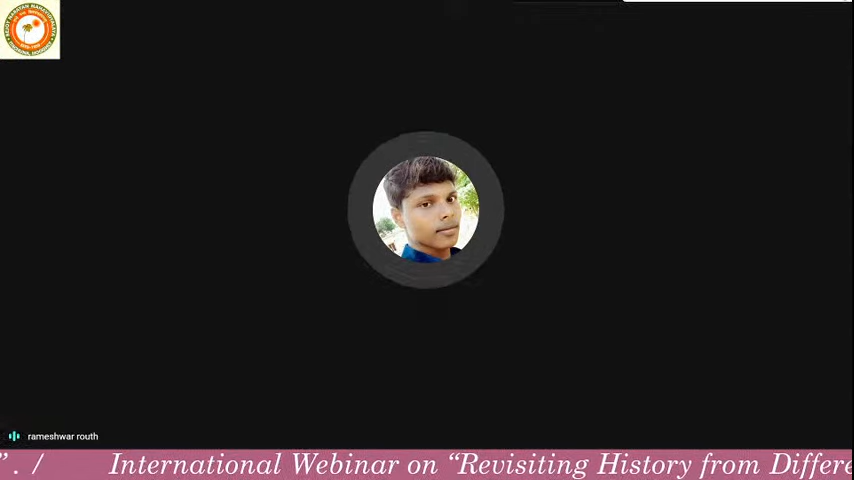 rameshwar routh
” . /  International Webinar on “Revisiting History from Differe